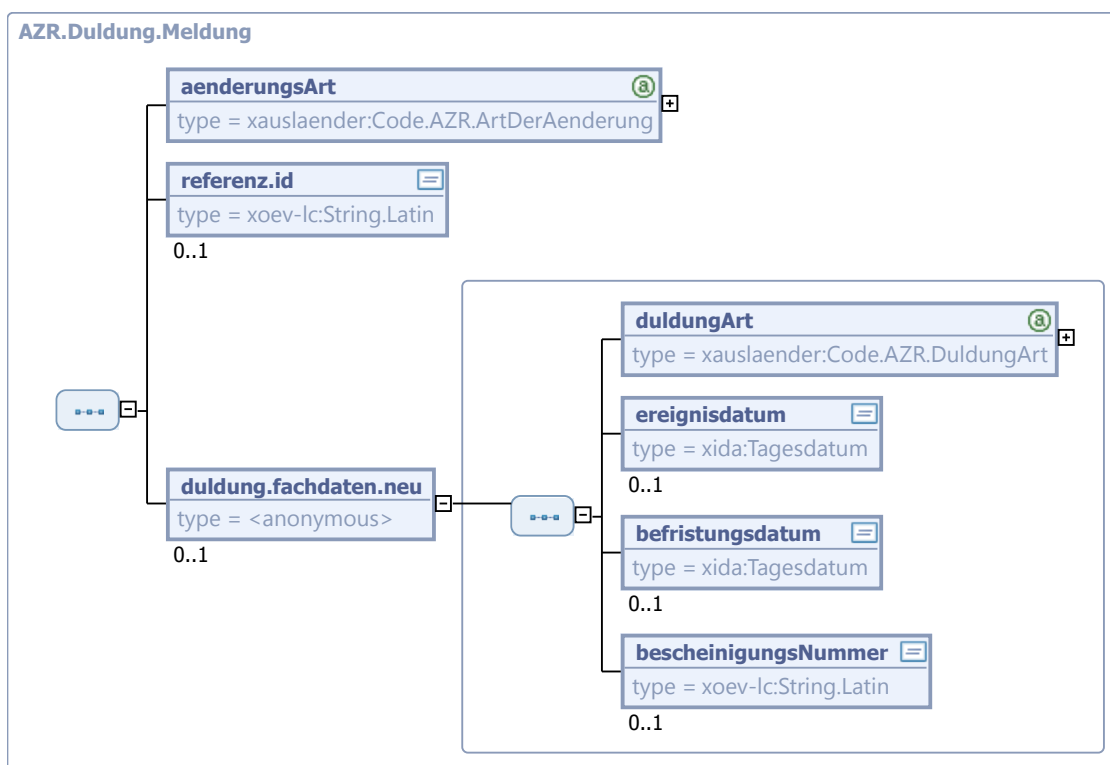 AZR.Duldung.Meldung
aenderungsArt
type = xauslaender:Code.AZR.ArtDerAenderung
referenz.id
type = xoev-lc:String.Latin
0..1
duldung.fachdaten.neu
type = <anonymous>
0..1
duldungArt
type = xauslaender:Code.AZR.DuldungArt
ereignisdatum
type = xida:Tagesdatum
0..1
befristungsdatum
type = xida:Tagesdatum
0..1
bescheinigungsNummer
type = xoev-lc:String.Latin
0..1